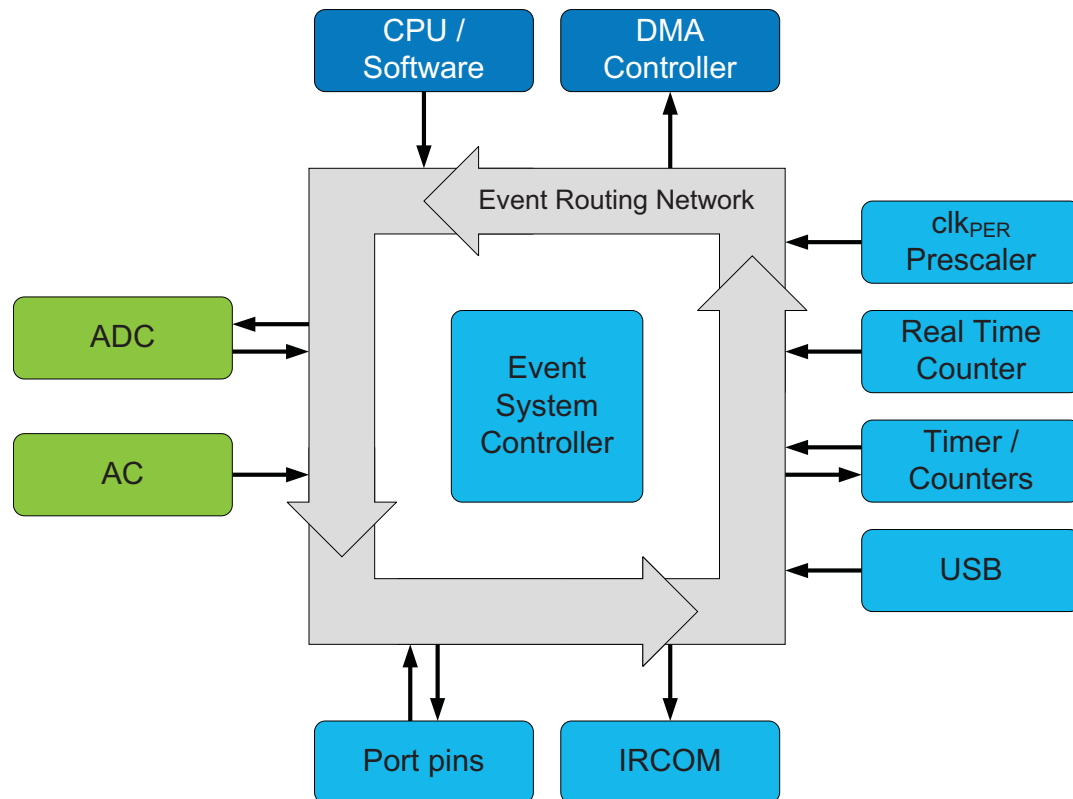 CPU /
Software
DMA
Controller
Event Routing Network
clkPER
Prescaler
ADC
Event
System
Controller
Real Time
Counter
AC
Timer /
Counters
USB
Port pins
IRCOM